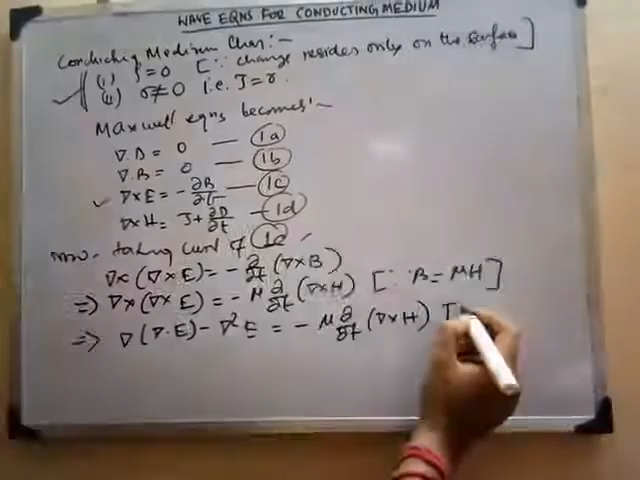 WAVE EQNS FOR CONDUCTING MEDIUM
Conducting Medium Char:-
(i) ρ=0 [∵ charge resides only on the surface]
(ii) σ≠0 i.e. J=σ
Maxwell eqns becomes:-
∇.D = 0 — (1a)
∇.B = 0 — (1b)
∇×E = -∂B/∂t — (1c)
∇×H = J+∂D/∂t — (1d)
now taking curl of (1c)
∇×(∇×E) = -∂/∂t(∇×B)
⇒ ∇×(∇×E) = -μ ∂/∂t(∇×H) [∵ B=μH]
⇒ ∇(∇.E)-∇²E = -μ ∂/∂t(∇×H) [